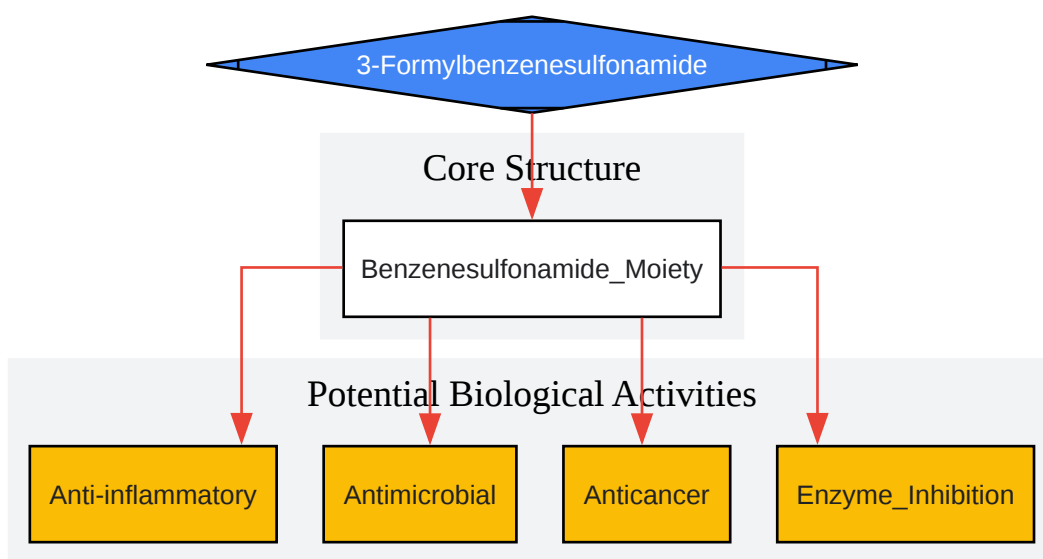 3-Formylbenzenesulfonamide
Core Structure
Benzenesulfonamide_Moiety
Potential Biological Activities
Anti-inflammatory
Antimicrobial
Anticancer
Enzyme_Inhibition